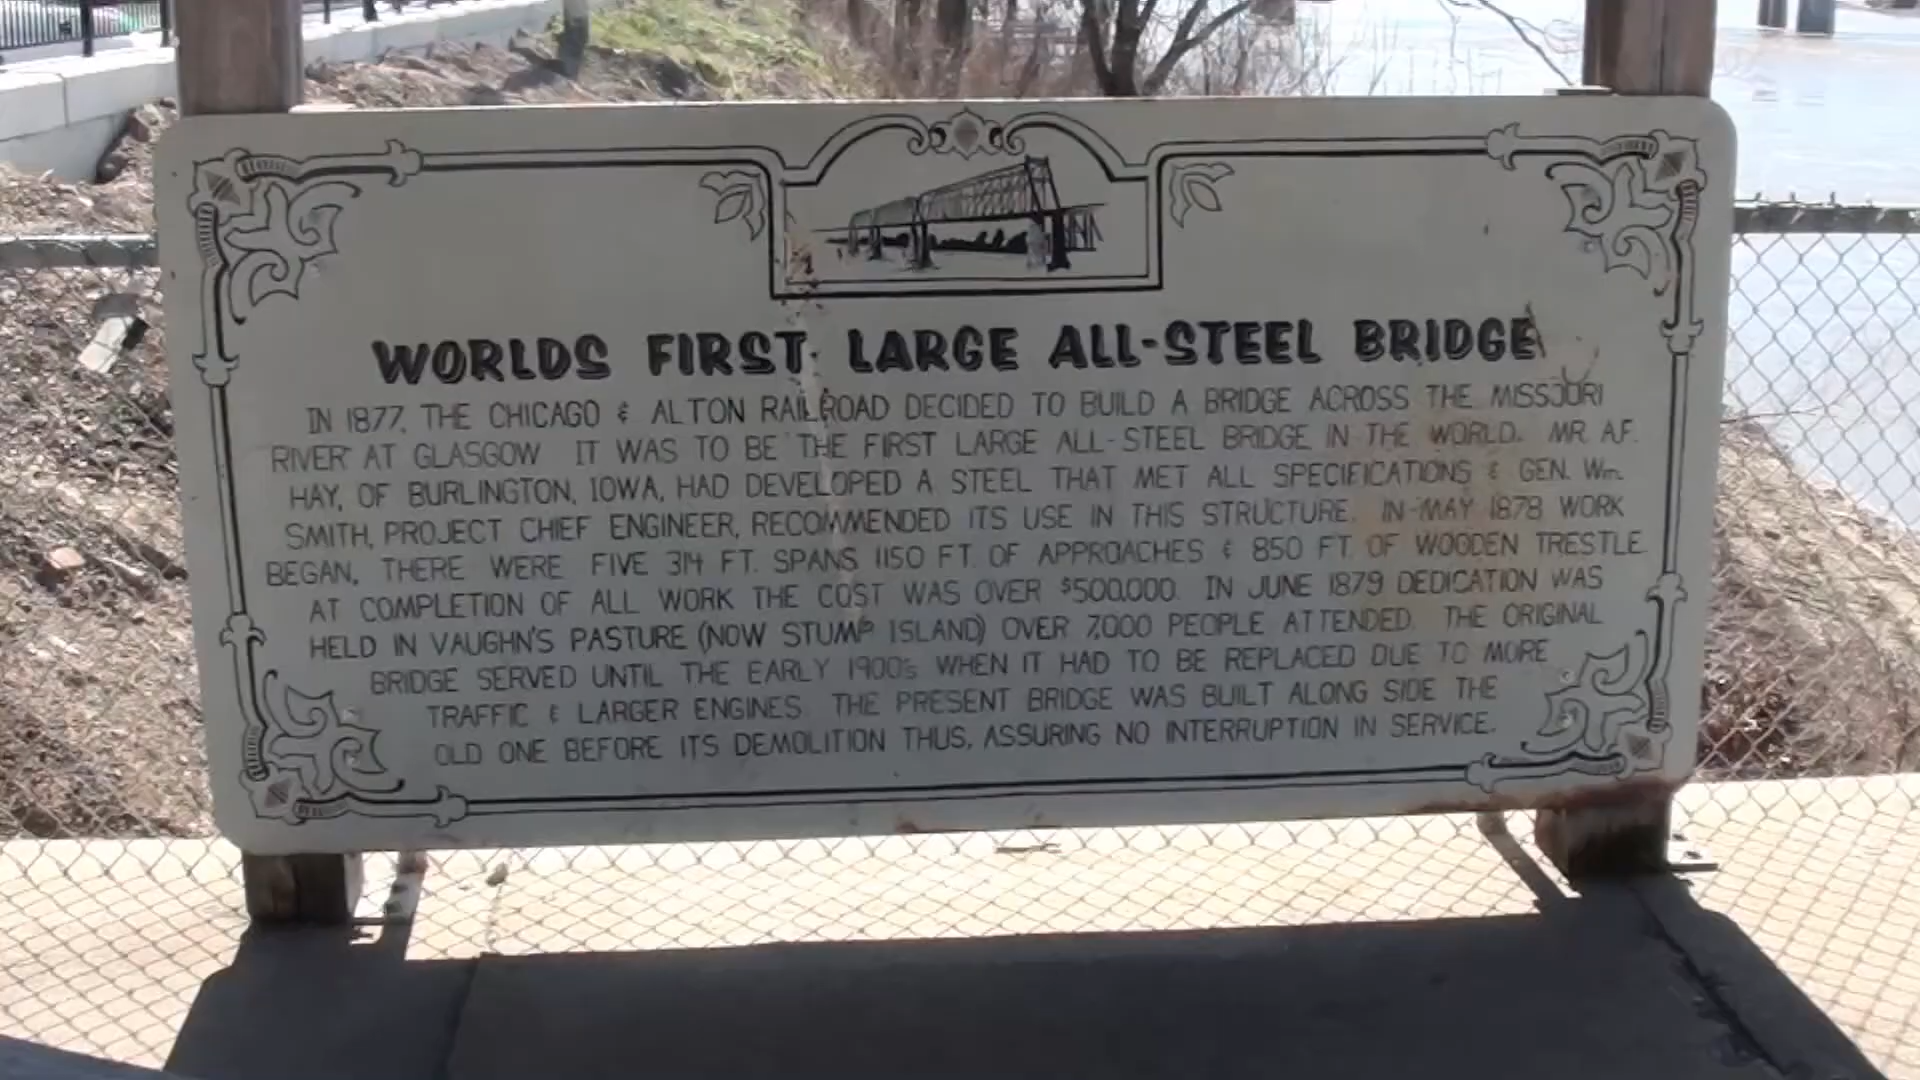 WORLDS FIRST LARGE ALL-STEEL BRIDGE
IN 1877, THE CHICAGO & ALTON RAILROAD DECIDED TO BUILD A BRIDGE ACROSS THE MISSOURI
RIVER AT GLASGOW IT WAS TO BE THE FIRST LARGE ALL-STEEL BRIDGE IN THE WORLD. MR. A.F.
HAY, OF BURLINGTON, IOWA, HAD DEVELOPED A STEEL THAT MET ALL SPECIFICATIONS & GEN. Wm.
SMITH, PROJECT CHIEF ENGINEER, RECOMMENDED ITS USE IN THIS STRUCTURE. IN MAY 1878 WORK
BEGAN. THERE WERE FIVE 314 FT. SPANS 1150 FT. OF APPROACHES & 850 FT. OF WOODEN TRESTLE.
AT COMPLETION OF ALL WORK THE COST WAS OVER $500,000. IN JUNE 1879 DEDICATION WAS
HELD IN VAUGHN'S PASTURE (NOW STUMP ISLAND) OVER 7,000 PEOPLE ATTENDED. THE ORIGINAL
BRIDGE SERVED UNTIL THE EARLY 1900s WHEN IT HAD TO BE REPLACED DUE TO MORE
TRAFFIC & LARGER ENGINES. THE PRESENT BRIDGE WAS BUILT ALONG SIDE THE
OLD ONE BEFORE ITS DEMOLITION THUS, ASSURING NO INTERRUPTION IN SERVICE.